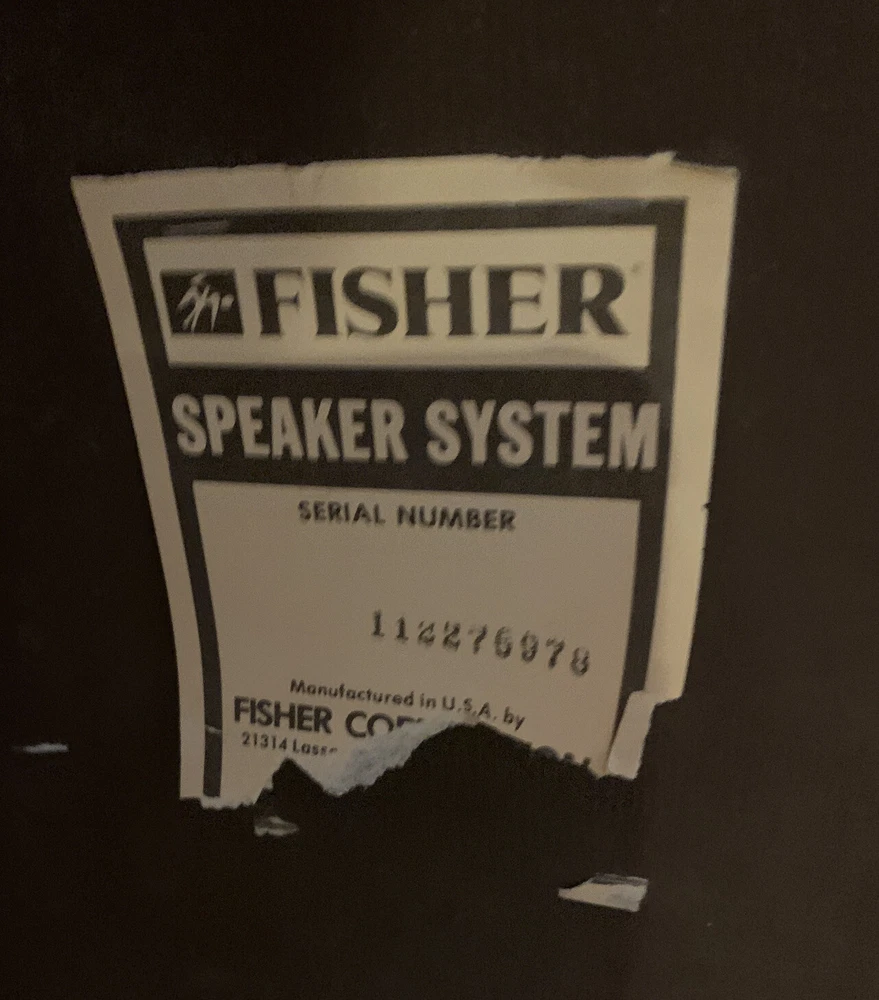 FISHER
SPEAKER SYSTEM
SERIAL NUMBER
112276978
Manufactured in U.S.A. by
FISHER
21314